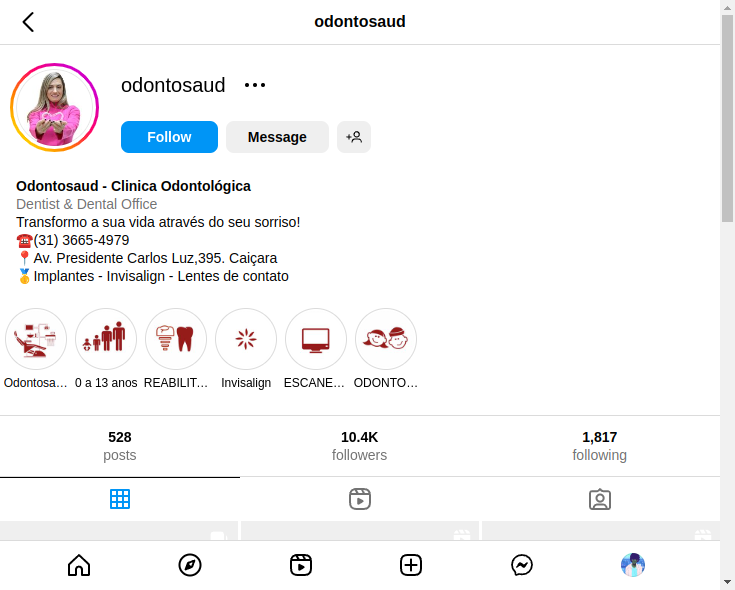 odontosaud
odontosaud
Follow
Message
Odontosaud - Clinica Odontológica
Dentist & Dental Office
Transformo a sua vida através do seu sorriso!
☎️(31) 3665-4979
📍Av. Presidente Carlos Luz,395. Caiçara
🥇Implantes - Invisalign - Lentes de contato
Odontosa… 0 a 13 anos REABILIT… Invisalign ESCANE… ODONTO…
528 10.4K 1,817
posts followers following